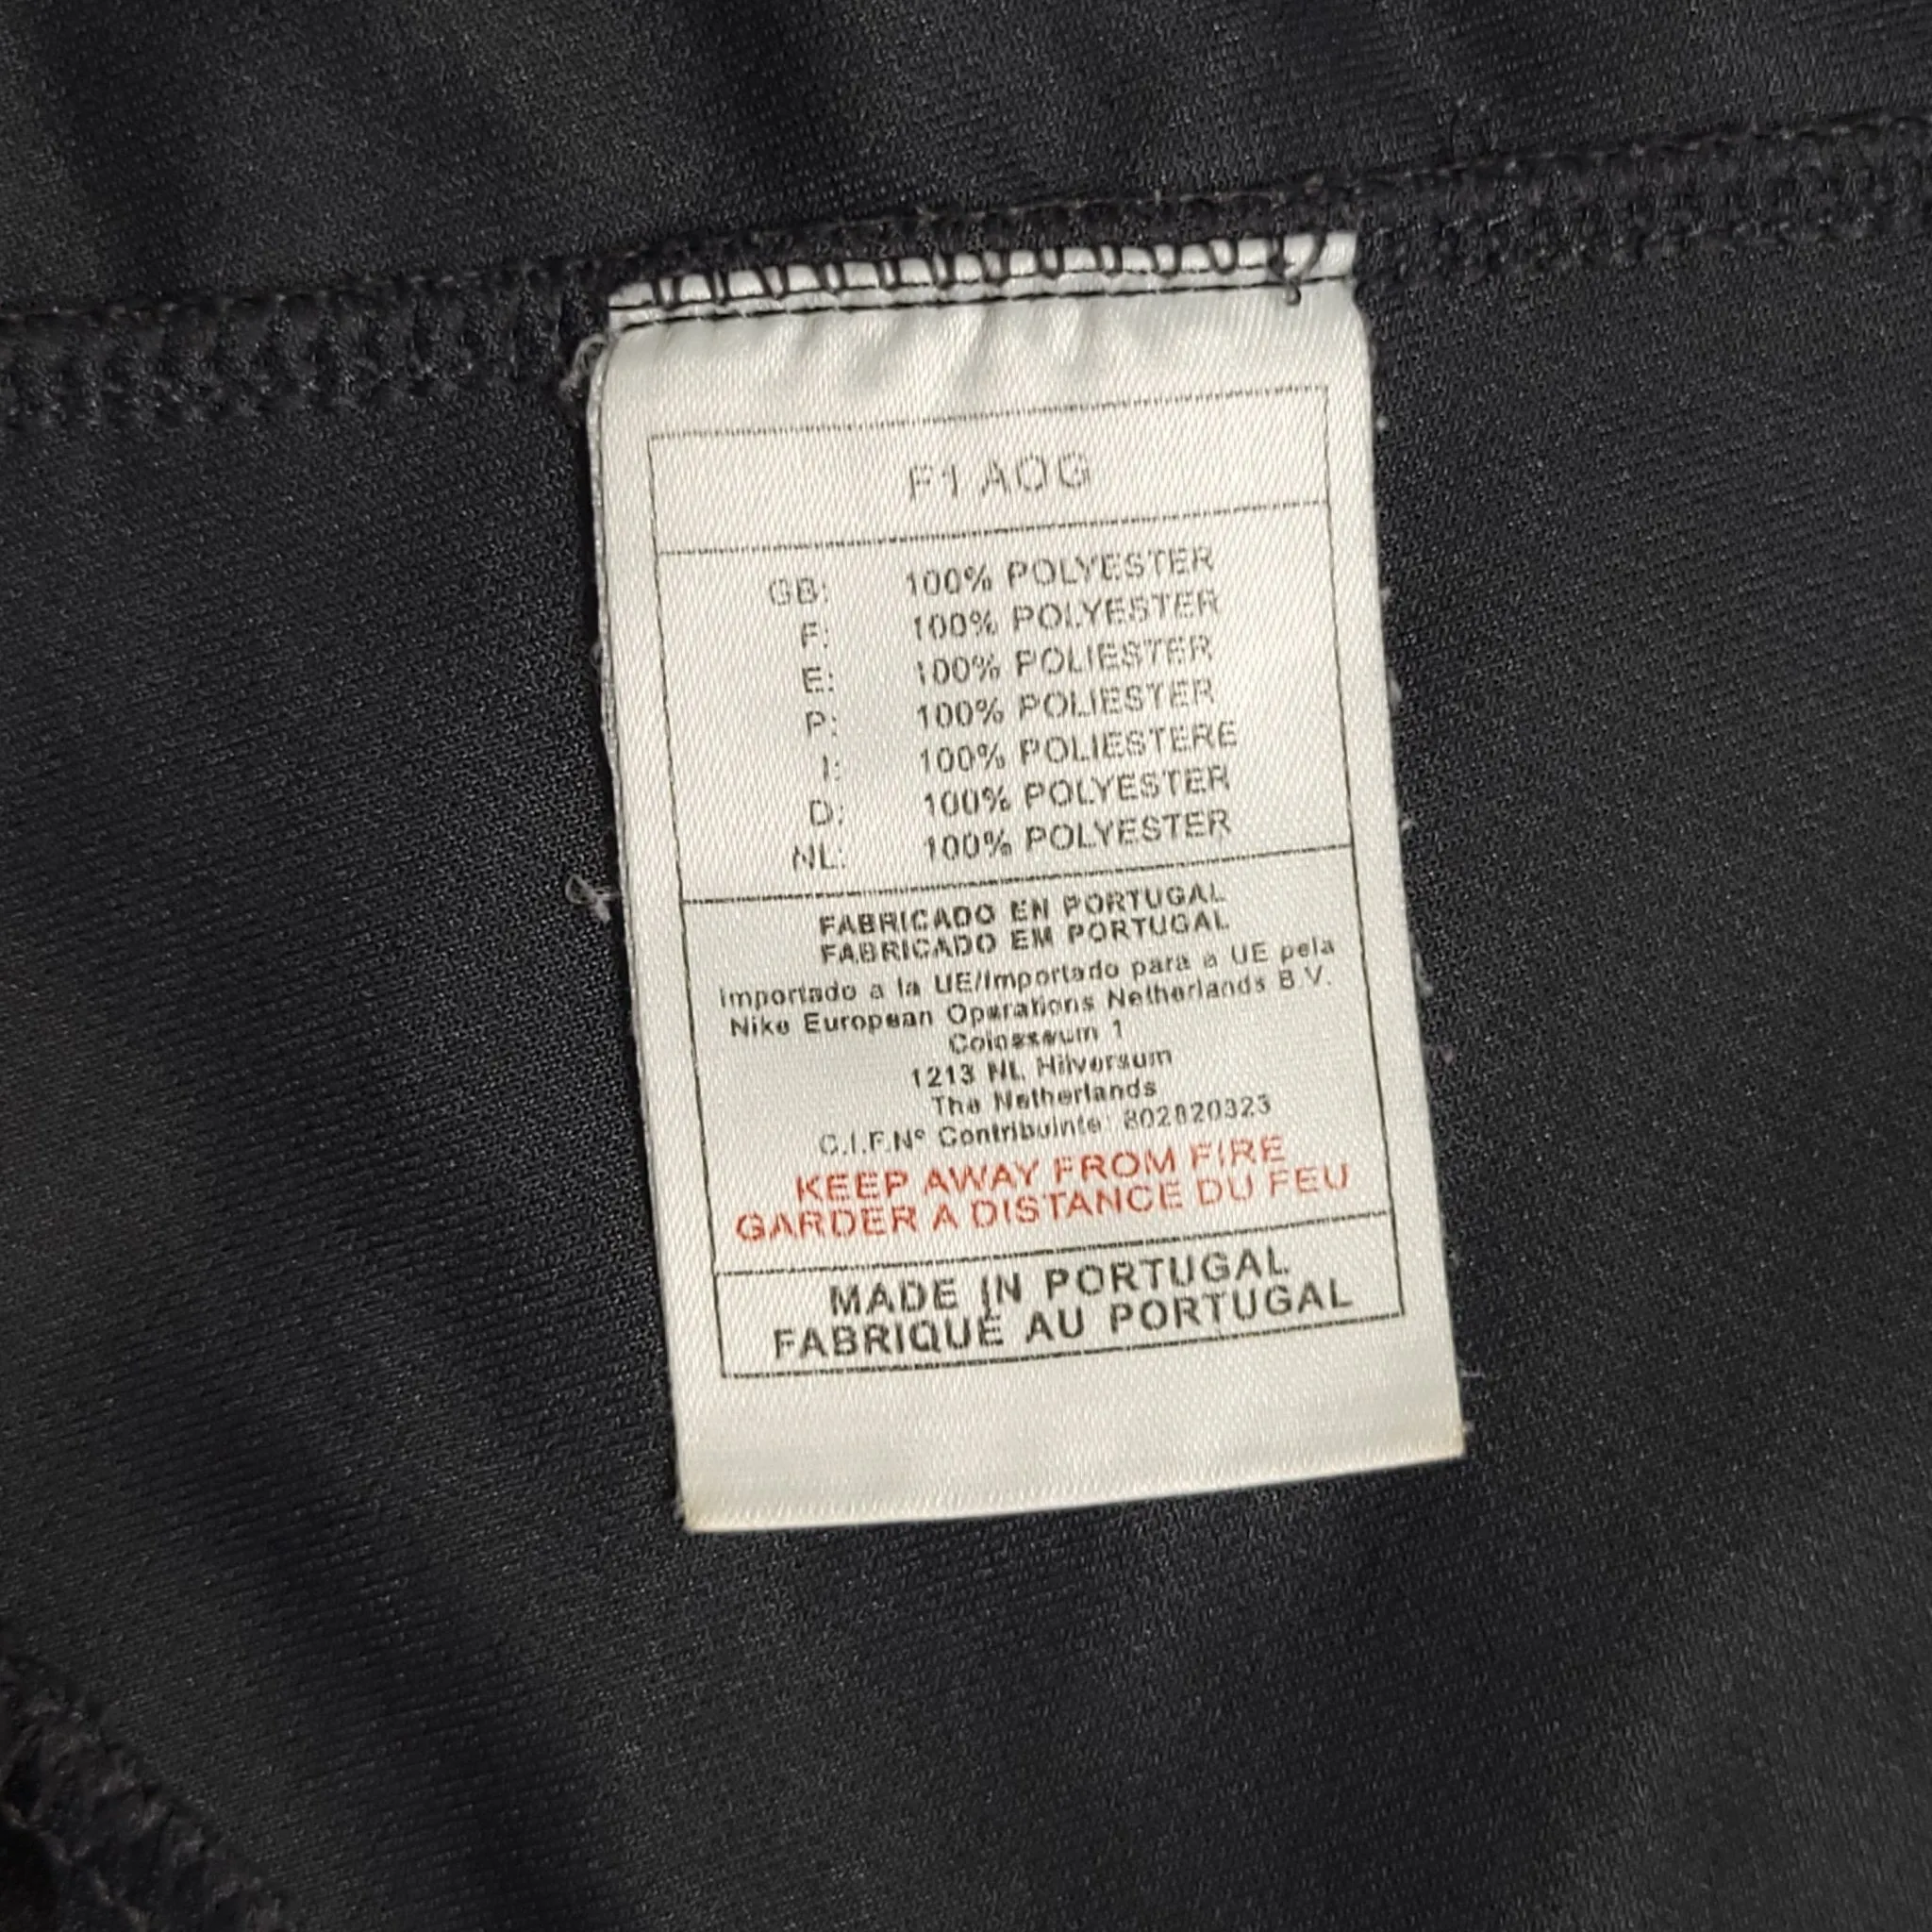 F1AOG
GB: 100% POLYESTER
F: 100% POLYESTER
E: 100% POLIESTER
P: 100% POLIESTER
I: 100% POLIESTERE
D: 100% POLYESTER
NL: 100% POLYESTER
FABRICADO EN PORTUGAL
FABRICADO EM PORTUGAL
Importado a la UE/Importado para a UE pela
Nike European Operations Netherlands B.V.
Colosseum 1
1213 NL Hilversum
The Netherlands
C.I.F.Nº Contribuinte: 802820323
KEEP AWAY FROM FIRE
GARDER A DISTANCE DU FEU
MADE IN PORTUGAL
FABRIQUÉ AU PORTUGAL